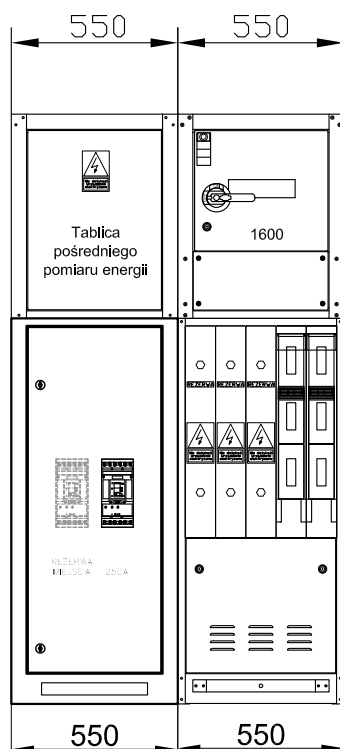 550
550
Tablica
pośredniego
pomiaru energii
1600
REZERWA
REZERWA
REZERWA
REZERWA
MIEJSCA
250A
550
550